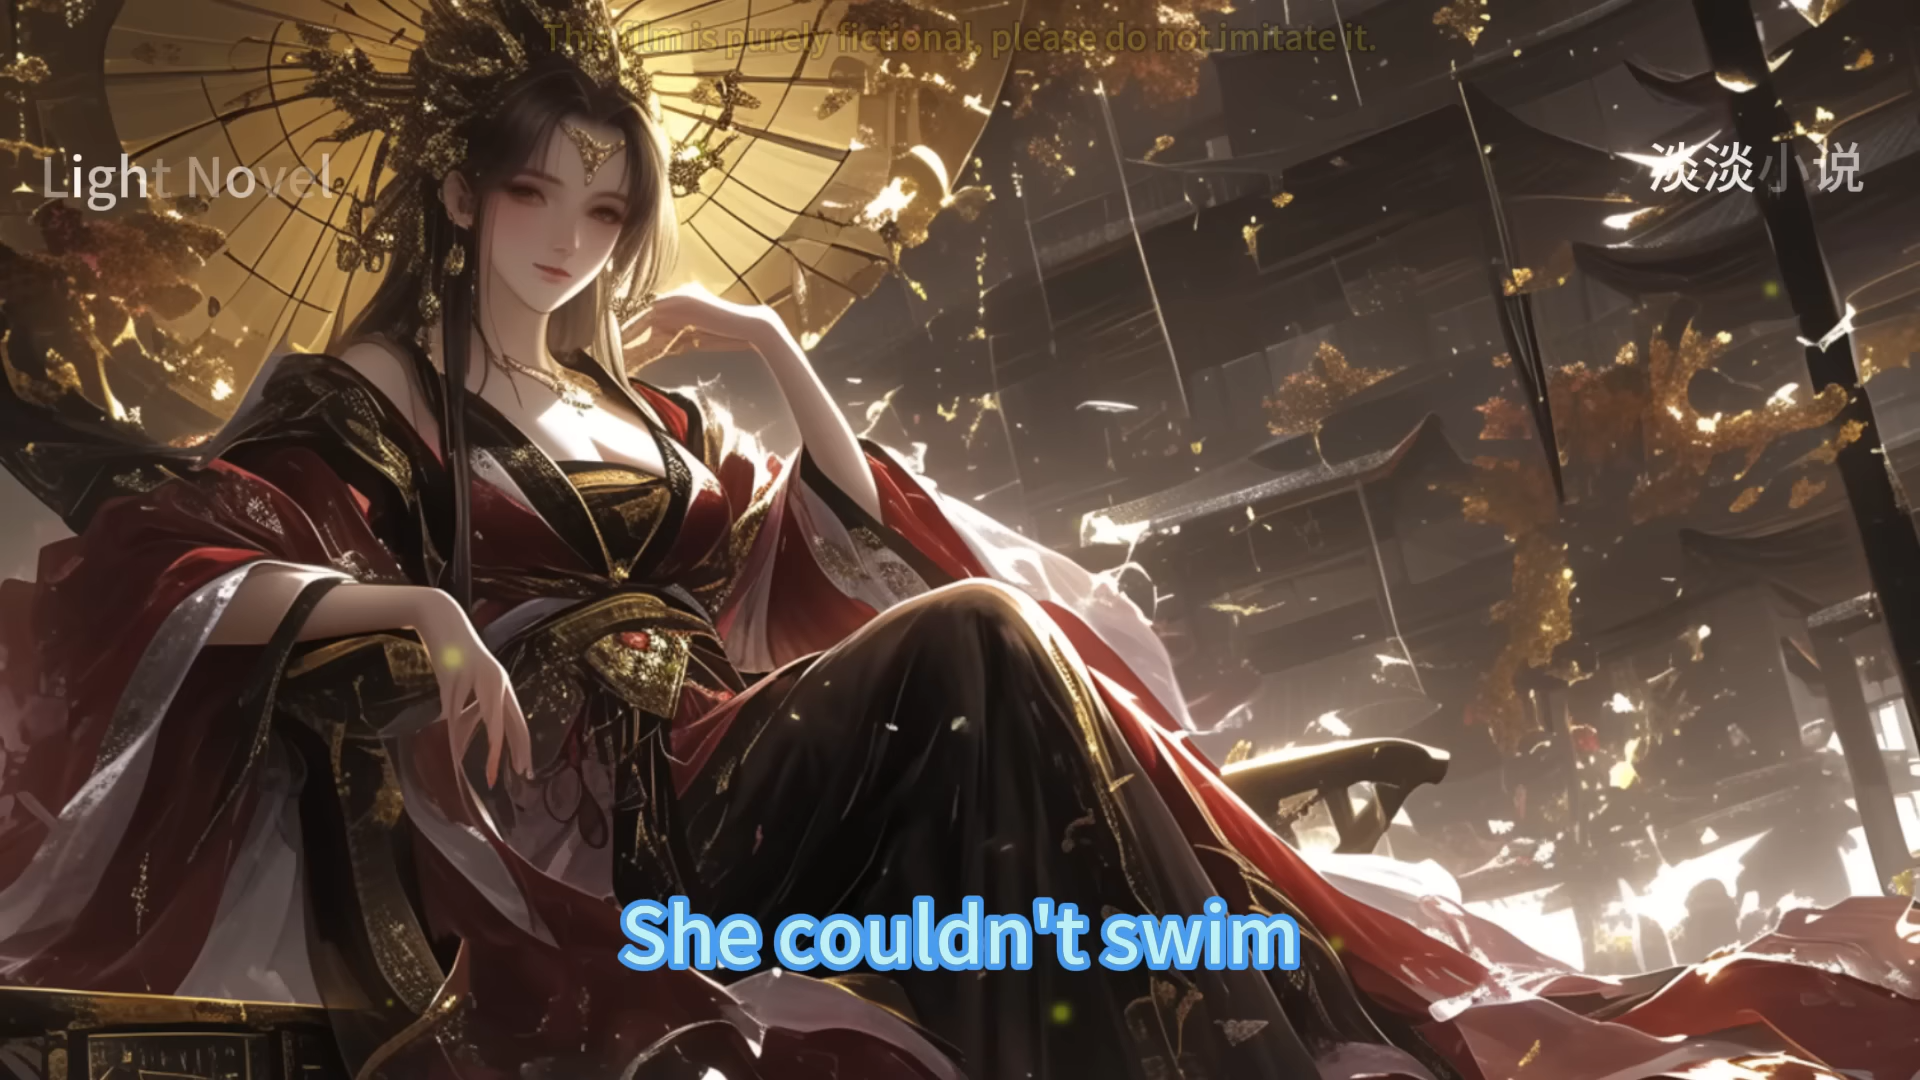 This film is purely fictional, please do not imitate it.
Light Novel
淡淡小说
She couldn't swim